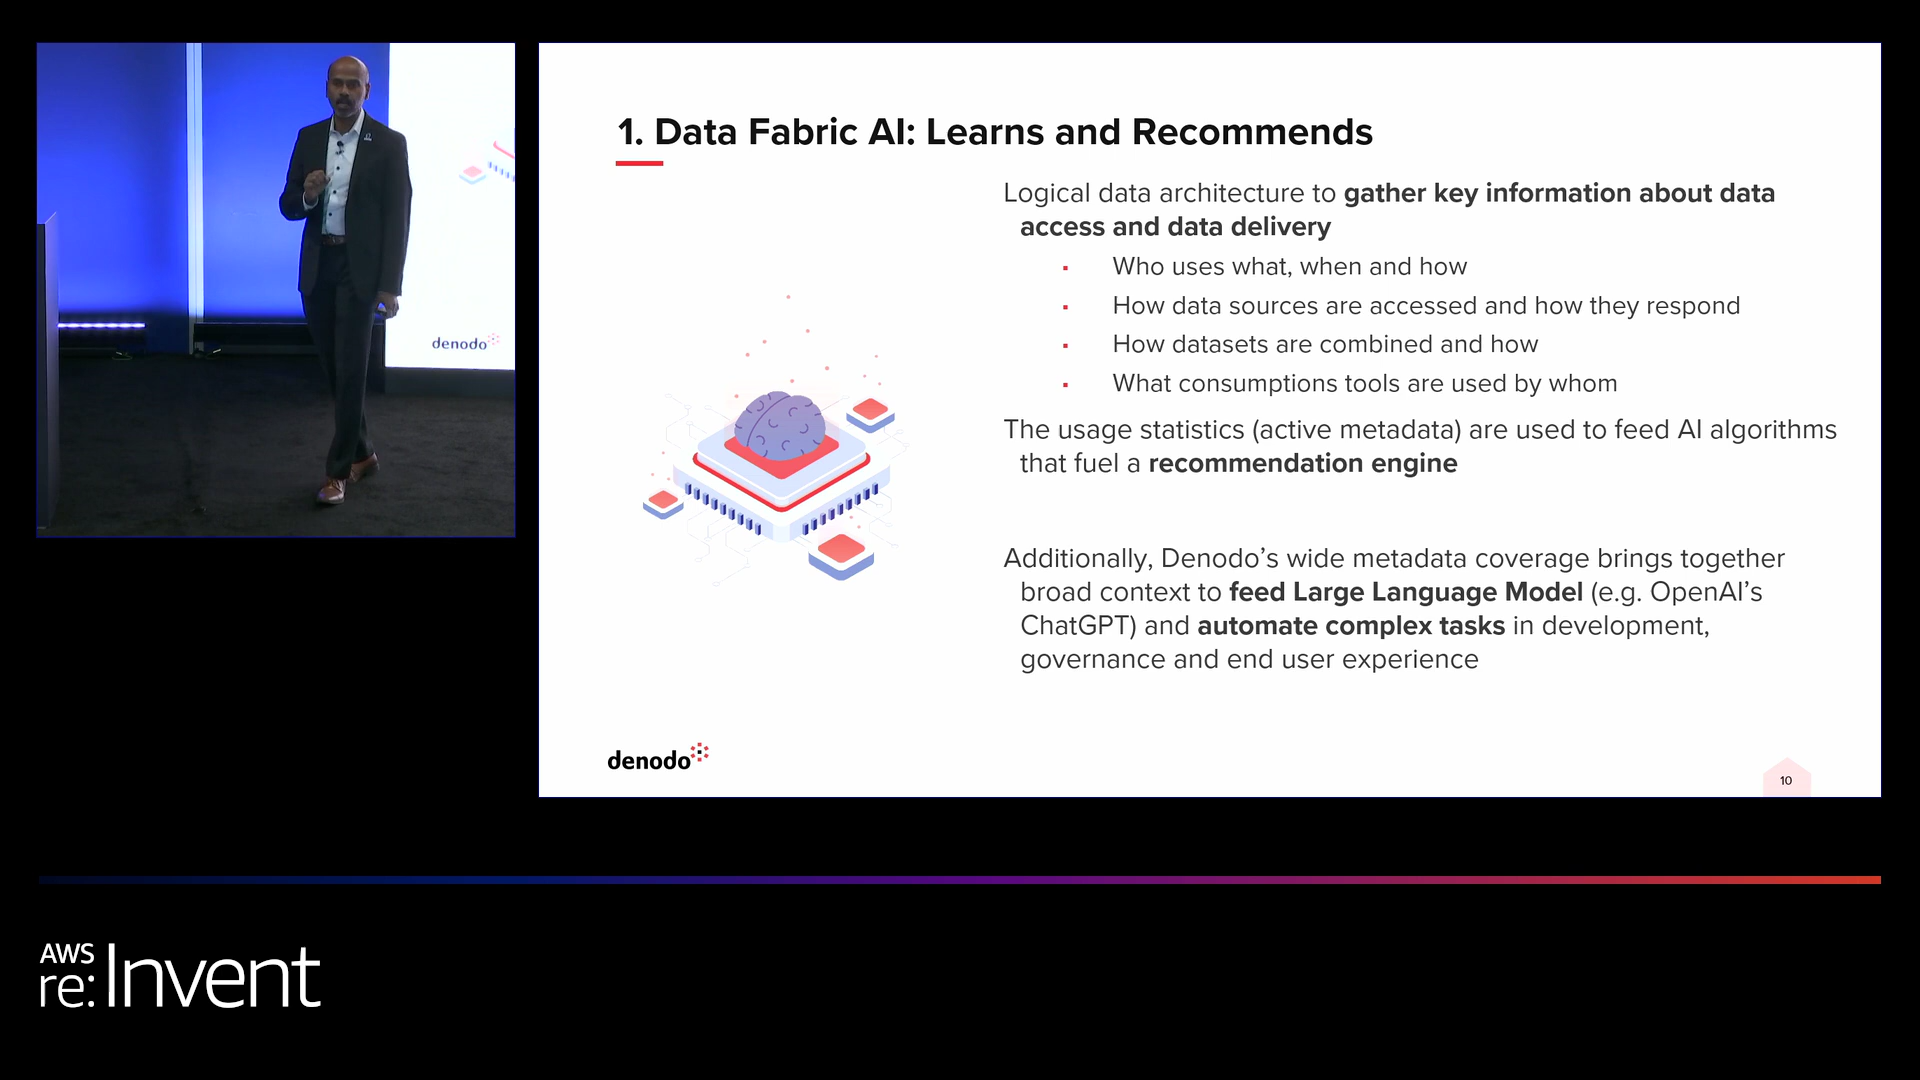 denodo
1. Data Fabric AI: Learns and Recommends
Logical data architecture to gather key information about data
access and data delivery
▪ Who uses what, when and how
▪ How data sources are accessed and how they respond
▪ How datasets are combined and how
▪ What consumptions tools are used by whom
The usage statistics (active metadata) are used to feed AI algorithms
that fuel a recommendation engine
Additionally, Denodo’s wide metadata coverage brings together
broad context to feed Large Language Model (e.g. OpenAI’s
ChatGPT) and automate complex tasks in development,
governance and end user experience
denodo
10
AWS
re:Invent